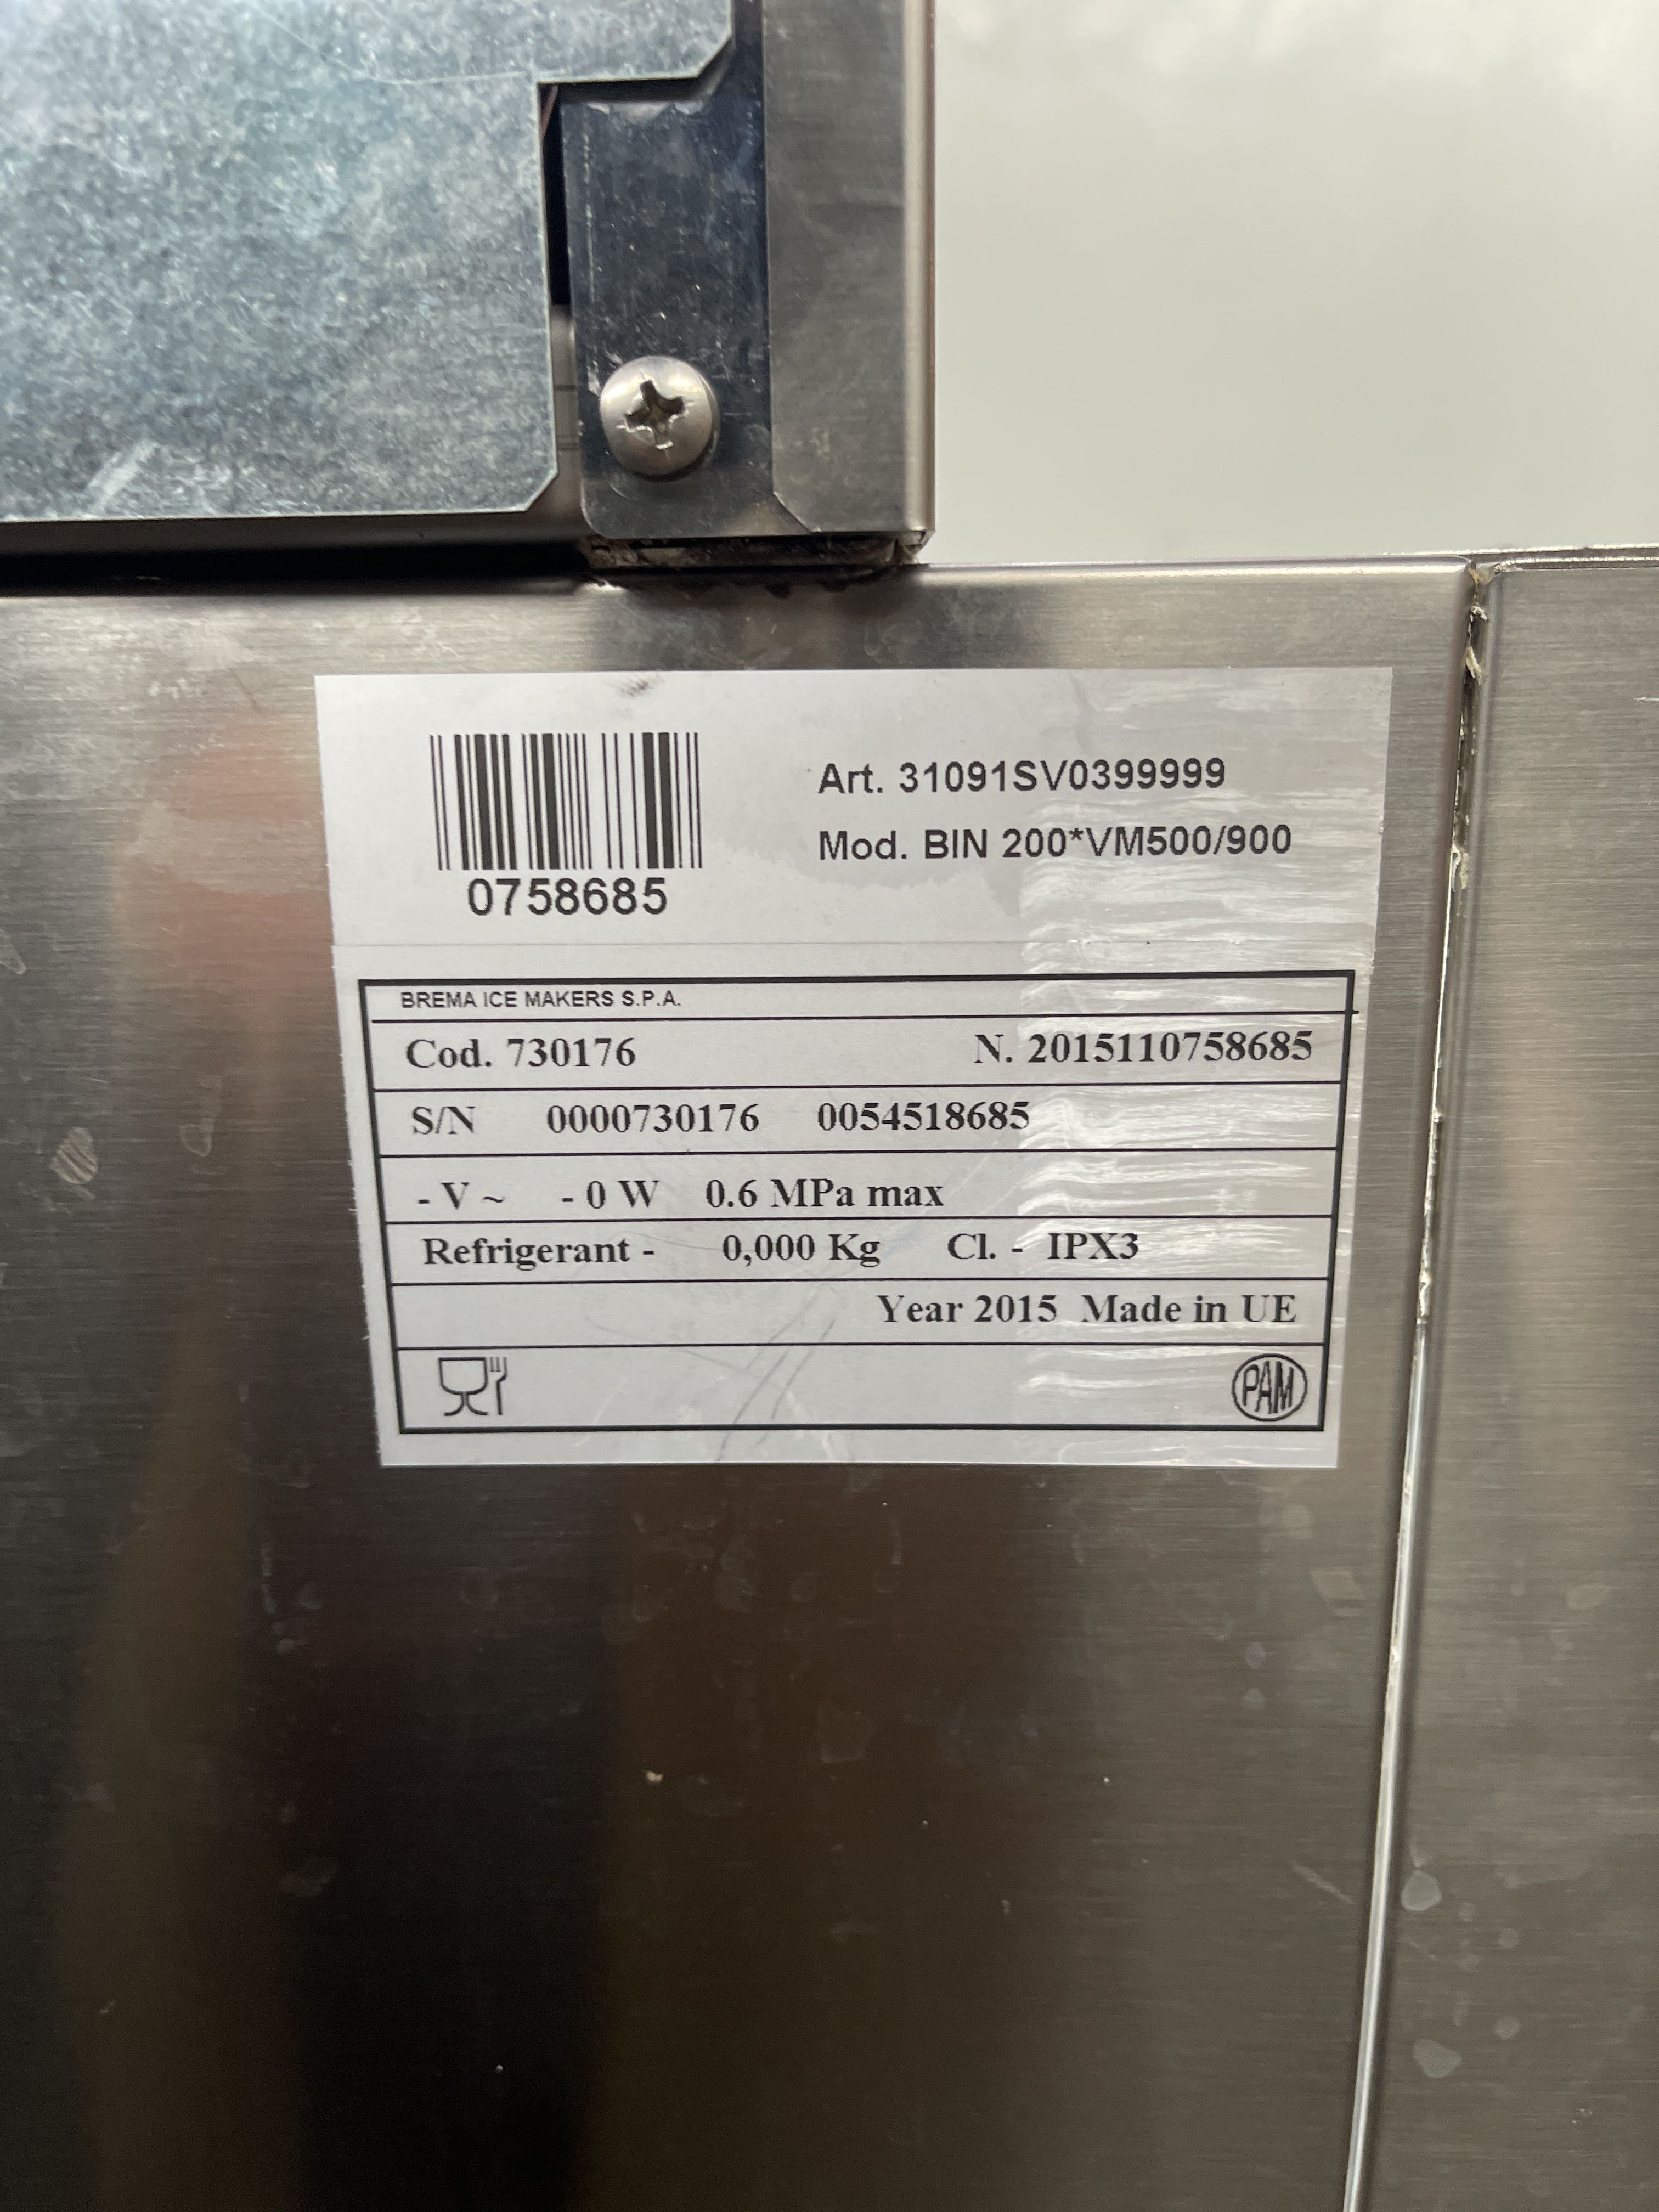 Art. 31091SV0399999
Mod. BIN 200*VM500/900
0758685
BREMA ICE MAKERS S.P.A.
Cod. 730176 N. 2015110758685
S/N 0000730176 0054518685
- V ~ - 0 W 0.6 MPa max
Refrigerant - 0,000 Kg Cl. - IPX3
Year 2015 Made in UE
PAM